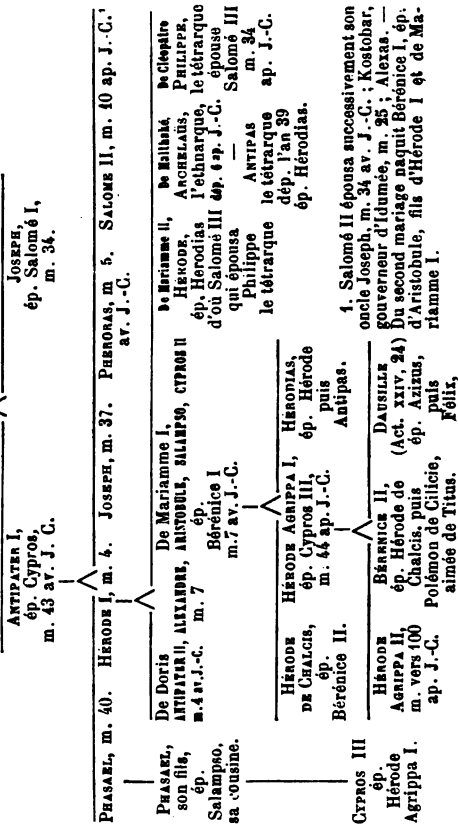 ANTIPATER I,
ép. Cypros,
m. 43 av. J. C.
JOSEPH,
ép. Salomé I,
m. 34.
PHASAEL, m. 40.
HÉRODE I, m. 4.
JOSEPH, m. 37.
PHERORAS, m 5.
av. J.-C.
SALOME II, m. 10 ap. J.-C.¹
PHASAEL,
son fils,
ép.
Salampso,
sa cousine.
De Doris
ANTIPATER II,
m. 4 av. J.-C.
De Mariamme I,
ALEXANDRE, ARISTOBULE, SALAMPSO, CYPROS II
m. 7
ép.
Bérénice I
m. 7 av. J.-C.
De Mariamme II,
HÉRODE,
ép. Herodias
d'où Salomé III
qui épousa
Philippe
le tétrarque
De Malthaké,
ARCHELAÜS,
l'ethnarque,
dép. 6 ap. J.-C.
—
ANTIPAS
le tétrarque
dép. l'an 39
ép. Hérodias.
De Cleopâtre
PHILIPPE,
le tétrarque
épouse
Salomé III
m. 34
ap. J.-C.
HÉRODE
DE CHALCIS,
ép.
Bérénice II.
HÉRODE AGRIPPA I,
ép. Cypros III,
m. 44 ap. J.-C.
HÉRODIAS,
ép. Hérode
puis
Antipas.
CYPROS III
ép.
Hérode
Agrippa I.
HÉRODE
AGRIPPA II,
m. vers 100
ap. J.-C.
BÉRÉNICE II,
ép. Hérode de
Chalcis. puis
Polémon de Cilicie,
aimée de Titus.
DAUSILLE
(Act. XXIV, 24)
ép. Azizus,
puis
Félix,
1. Salomé II épousa successivement son
oncle Joseph, m. 34 av. J.-C. ; Kostobar,
gouverneur d'Idumée, m. 25 ; Alexas. —
Du second mariage naquit Bérénice I, ép.
d'Aristobule, fils d'Hérode I et de Ma-
riamme I.